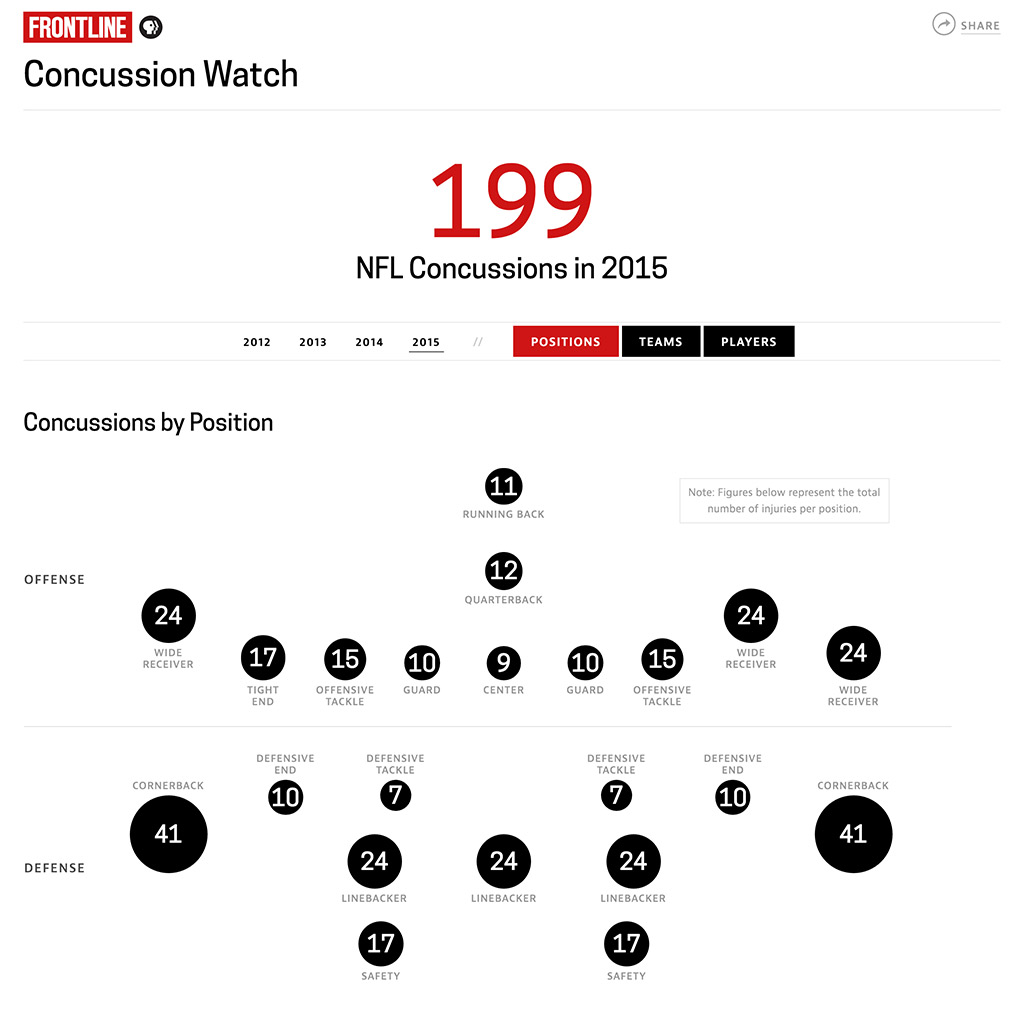 FRONTLINE
SHARE
Concussion Watch
199
NFL Concussions in 2015
2012 2013 2014 2015 // POSITIONS TEAMS PLAYERS
Concussions by Position
11
RUNNING BACK
Note: Figures below represent the total
number of injuries per position.
OFFENSE
12
QUARTERBACK
24
WIDE
RECEIVER
17
TIGHT
END
15
OFFENSIVE
TACKLE
10
GUARD
9
CENTER
10
GUARD
15
OFFENSIVE
TACKLE
24
WIDE
RECEIVER
24
WIDE
RECEIVER
DEFENSE
CORNERBACK
41
DEFENSIVE
END
10
DEFENSIVE
TACKLE
7
DEFENSIVE
TACKLE
7
DEFENSIVE
END
10
CORNERBACK
41
24
LINEBACKER
24
LINEBACKER
24
LINEBACKER
17
SAFETY
17
SAFETY